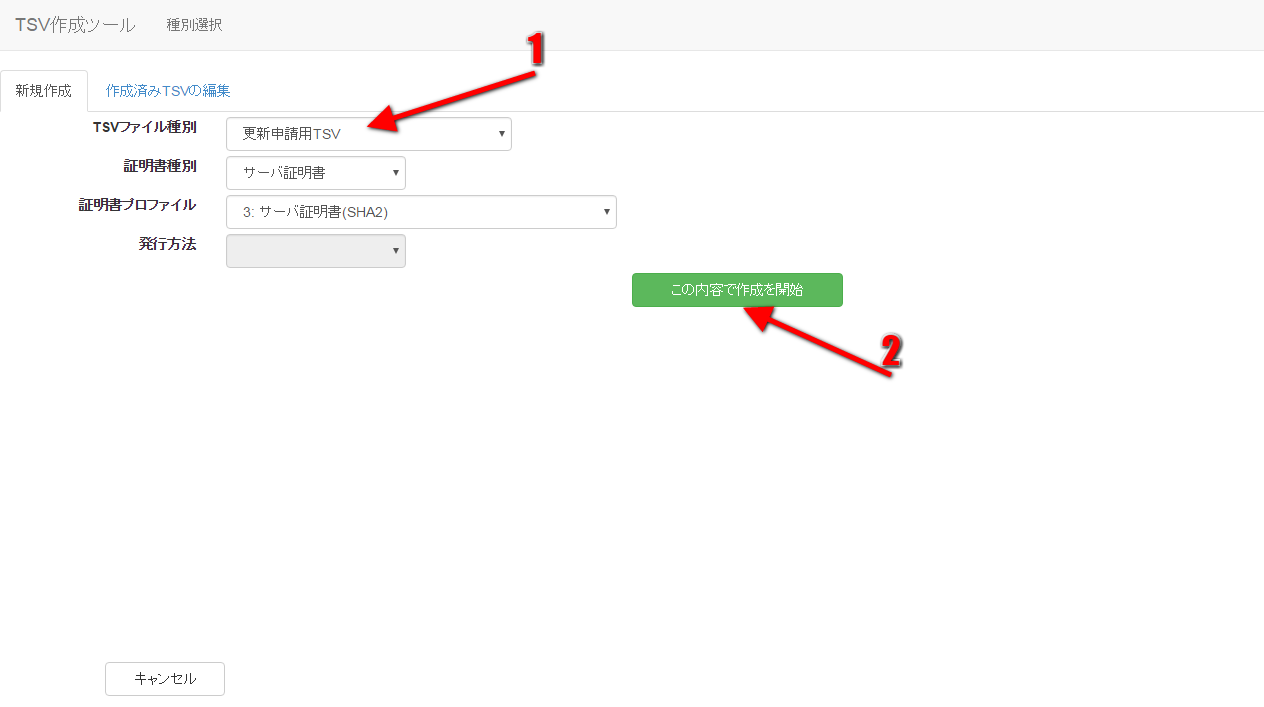 TSV作成ツール 種別選択
1
新規作成 作成済みTSVの編集
TSVファイル種別 更新申請用TSV
証明書種別 サーバ証明書
証明書プロファイル 3: サーバ証明書(SHA2)
発行方法
この内容で作成を開始
2
キャンセル